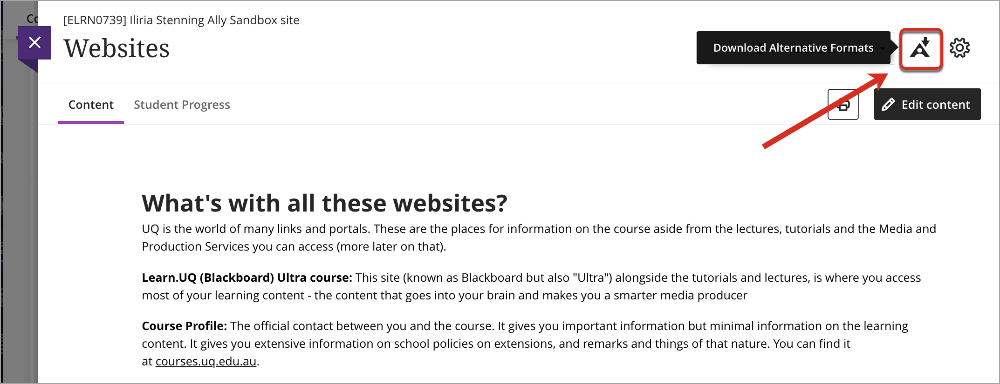 Co
[ELRN0739] Iliria Stenning Ally Sandbox site
Websites
Download Alternative Formats
Content
Student Progress
Edit content
What's with all these websites?
UQ is the world of many links and portals. These are the places for information on the course aside from the lectures, tutorials and the Media and
Production Services you can access (more later on that).
Learn.UQ (Blackboard) Ultra course: This site (known as Blackboard but also "Ultra") alongside the tutorials and lectures, is where you access
most of your learning content - the content that goes into your brain and makes you a smarter media producer
Course Profile: The official contact between you and the course. It gives you important information but minimal information on the learning
content. It gives you extensive information on school policies on extensions, and remarks and things of that nature. You can find it
at courses.uq.edu.au.